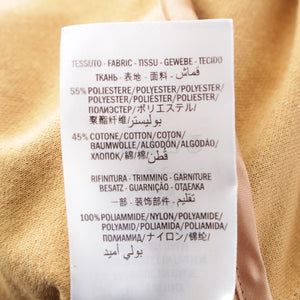 TESSUTO - FABRIC - TISSU - GEWEBE - TECIDO
ТКАНЬ - 表地 - 面料 - قماش
55% POLIESTERE/POLYESTER/POLYESTER/
POLYESTER/POLIÉSTER/POLIESTER/
ПОЛИЭСТЕР/ポリエステル/
聚酯纤维/بوليستر
45% COTONE/COTTON/COTON/
BAUMWOLLE/ALGODÓN/ALGODÃO/
ХЛОПОК/綿/棉/قطن
RIFINITURA - TRIMMING - GARNITURE
BESATZ - GUARNIÇÃO - ОТДЕЛКА
一部 - 装饰部分 - تقليم
100% POLIAMMIDE/NYLON/POLYAMIDE
POLYAMID/POLIAMIDA/POLIAMIDA
ПОЛИАМИД/ナイロン/锦纶/
بولي أميد